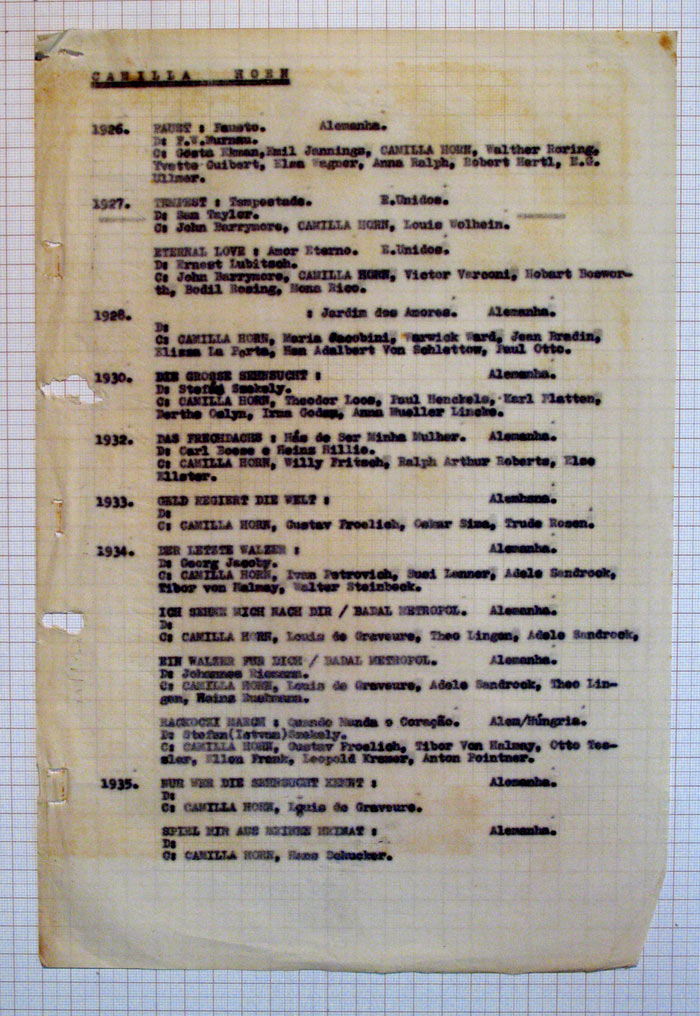 CAMILLA HORN
1926. FAUST : Fausto. Alemanha.
D: F.W.Murnau.
C: Gosta Ekman,Emil Jannings, CAMILLA HORN, Walther Horing,
Yvette Guibert, Elsa Wagner, Anna Ralph, Robert Hertl, E.G.
Ullmer.
1927. TEMPEST : Tempestade. E.Unidos.
D: Sam Taylor.
C: John Barrymore, CAMILLA HORN, Louis Wolhein.
ETERNAL LOVE : Amor Eterno. E.Unidos.
D: Ernest Lubitsch.
C: John Barrymore, CAMILLA HORN, Victor Varconi, Hobart Boswor-
th, Bodil Rosing, Mona Rico.
1928. : Jardim dos Amores. Alemanha.
D:
C: CAMILLA HORN, Maria Jacobini, Warwick Ward, Jean Bradin,
Elizza La Porta, Han Adalbert Von Schlettow, Paul Otto.
1930. DIE GROSSE SEHNSUCHT : Alemanha.
D: Stefan Szekely.
C: CAMILLA HORN, Theodor Loos, Paul Henckels, Karl Platten,
Berthe Oslyn, Irma Godau, Anna Mueller Lincke.
1932. DAS FRECHDACHS : Hás de Ser Minha Mulher. Alemanha.
D: Carl Boese e Heinz Hillie.
C: CAMILLA HORN, Willy Fritsch, Ralph Arthur Roberts, Else
Elster.
1933. GELD REGIERT DIE WELT : Alemhana.
D:
C: CAMILLA HORN, Gustav Froelich, Oskar Sima, Trude Rosen.
1934. DER LETZTE WALZER : Alemanha.
D: Georg Jacoby.
C: CAMILLA HORN, Ivan Petrovich, Susi Lanner, Adele Sandrock,
Tibor von Halmay, Walter Steinbeck.
ICH SEHNE MICH NACH DIR / BADAL METROPOL. Alemanha.
D:
C: CAMILLA HORN, Louis de Graveure, Theo Lingen, Adele Sandrock,
EIN WALZER FUR DICH / BADAL METROPOL. Alemanha.
D: Johannes Riemann.
C: CAMILLA HORN, Louis de Graveure, Adele Sandrock, Theo Lin-
gen, Heinz Ruehmann.
RACKOCZI MARCH : Quando Manda o Coração. Alem/Húngria.
D: Stefan(Istvan)Szekely.
C: CAMILLA HORN, Gustav Froelich, Tibor Von Halmay, Otto Tes-
sler, Ellen Frank, Leopold Kramer, Anton Pointner.
1935. NUR WER DIE SEHNSUCHT KENNT : Alemanha.
D:
C: CAMILLA HORN, Louis de Graveure.
SPIEL MIR AUS MEINEN HEIMAT : Alemanha.
D:
C: CAMILLA HORN, Hans Schucker.